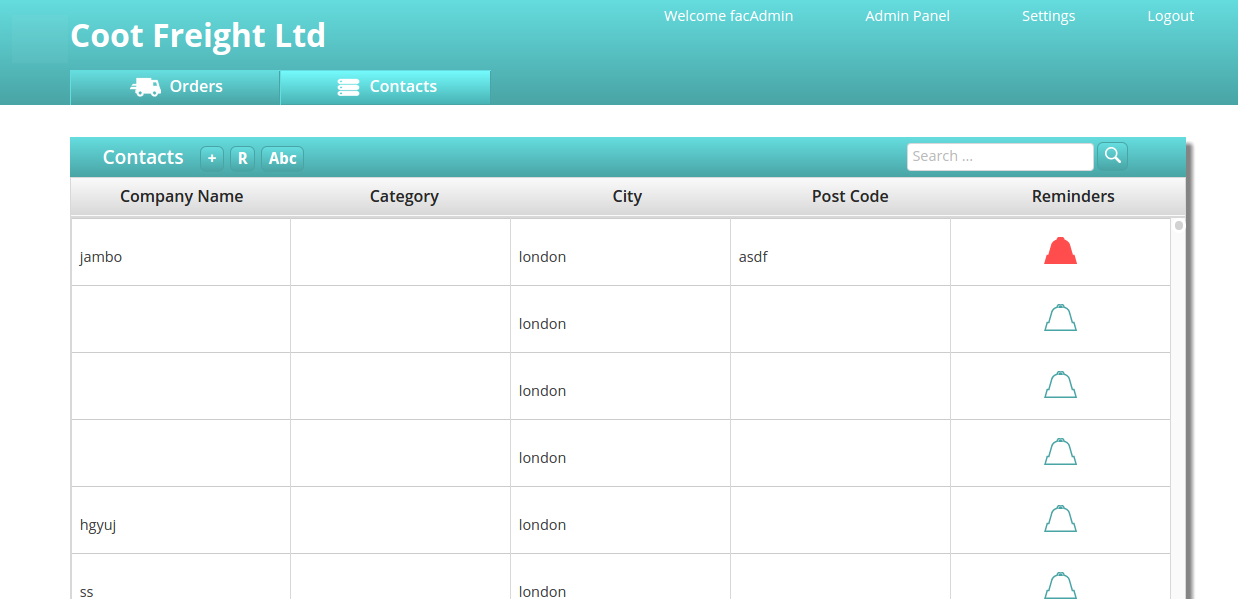 Welcome facAdmin Admin Panel Settings Logout
Coot Freight Ltd
Orders Contacts
Contacts + R Abc Search ...
Company Name Category City Post Code Reminders
jambo london asdf
london
london
london
hgyuj london
ss london